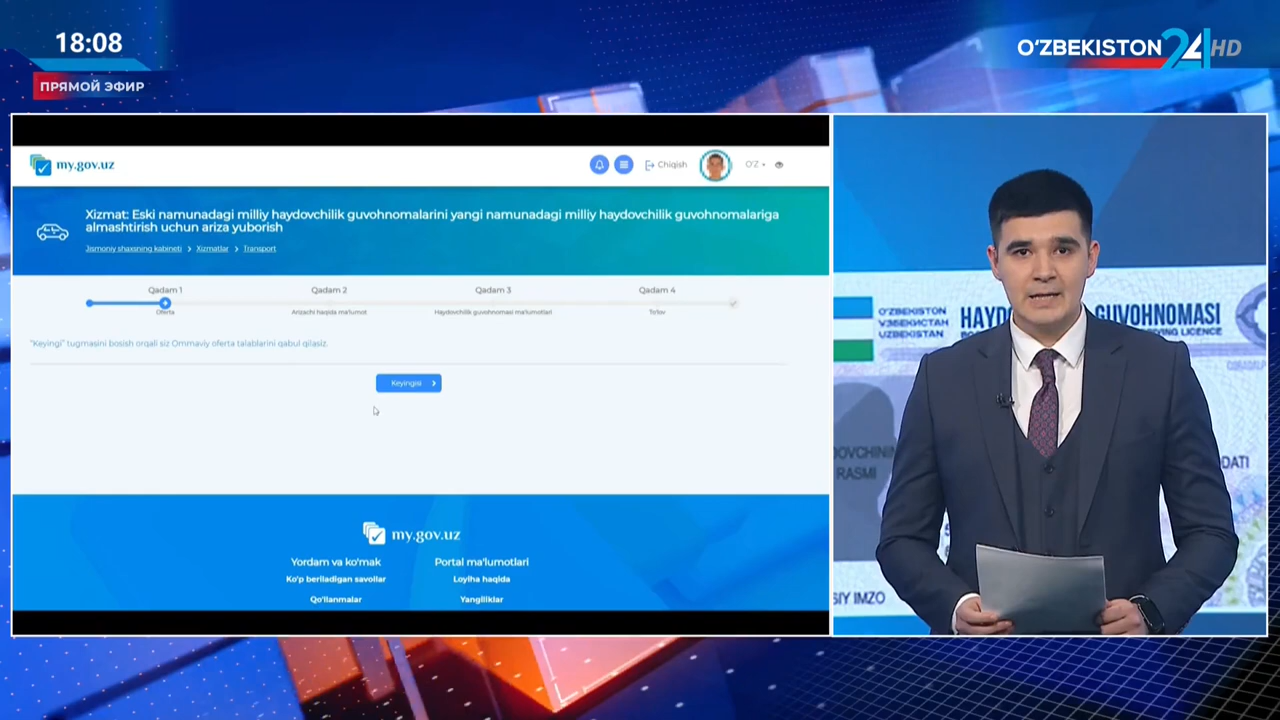 18:08
ПРЯМОЙ ЭФИР
O'ZBEKISTON 24 HD
my.gov.uz
Chiqish
O'Z
Xizmat: Eski namunadagi milliy haydovchilik guvohnomalarini yangi namunadagi milliy haydovchilik guvohnomalariga
almashtirish uchun ariza yuborish
Jismoniy shaxsning kabineti > Xizmatlar > Transport
Qadam 1
Oferta
Qadam 2
Arizachi haqida ma'lumot
Qadam 3
Haydovchilik guvohnomasi ma'lumotlari
Qadam 4
To'lov
"Keyingi" tugmasini bosish orqali siz Ommaviy oferta talablarini qabul qilasiz.
Keyingisi
my.gov.uz
Yordam va ko'mak
Ko'p beriladigan savollar
Qo'llanmalar
Portal ma'lumotlari
Loyiha haqida
Yangiliklar
O'ZBEKISTON
УЗБЕКИСТАН
UZBEKISTAN
GUVOHNOMASI
LICENCE
RASMI
IMZO